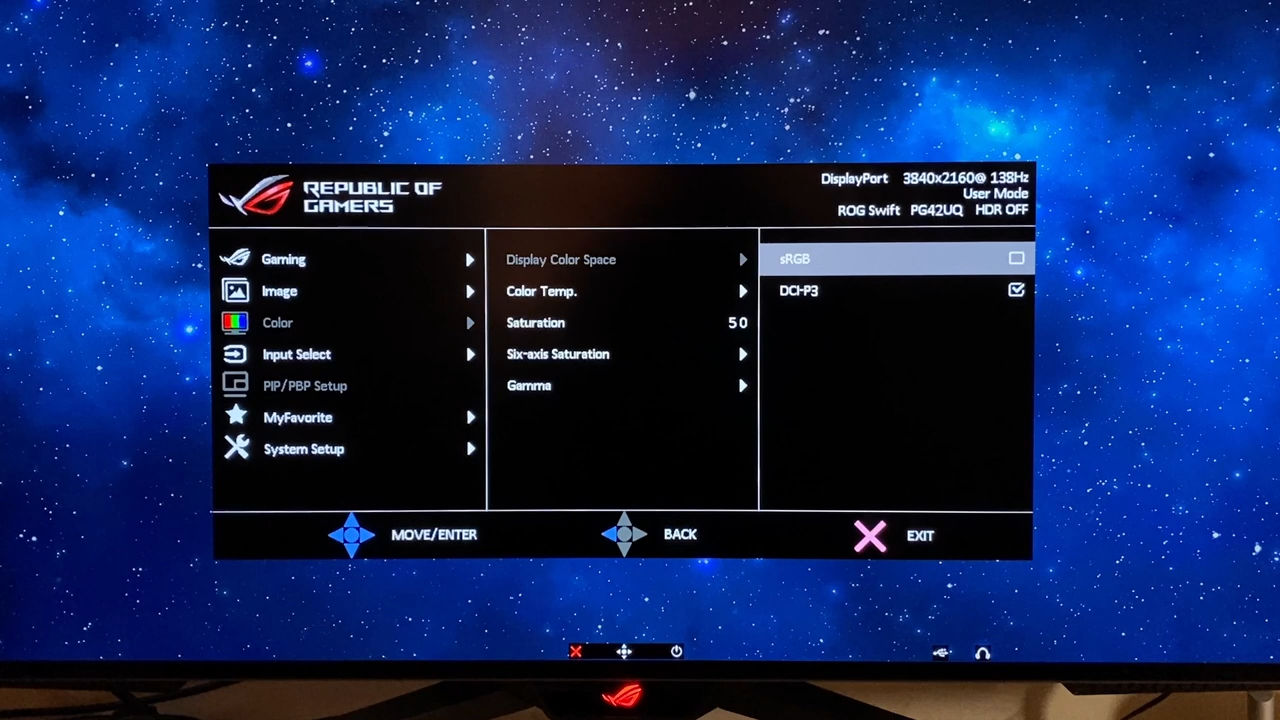 REPUBLIC OF
GAMERS
DisplayPort 3840x2160@ 138Hz
User Mode
ROG Swift PG42UQ HDR OFF
Gaming
Image
Color
Input Select
PIP/PBP Setup
MyFavorite
System Setup
Display Color Space
Color Temp.
Saturation 50
Six-axis Saturation
Gamma
sRGB
DCI-P3
MOVE/ENTER
BACK
EXIT